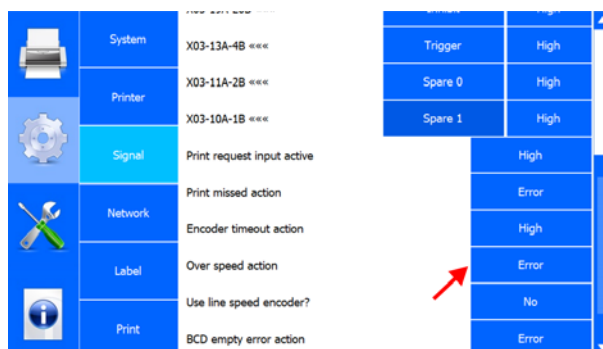 System
Printer
Signal
Network
Label
Print
X03-13A-4B ««« Trigger High
X03-11A-2B ««« Spare 0 High
X03-10A-1B ««« Spare 1 High
Print request input active High
Print missed action Error
Encoder timeout action High
Over speed action Error
Use line speed encoder? No
BCD empty error action Error